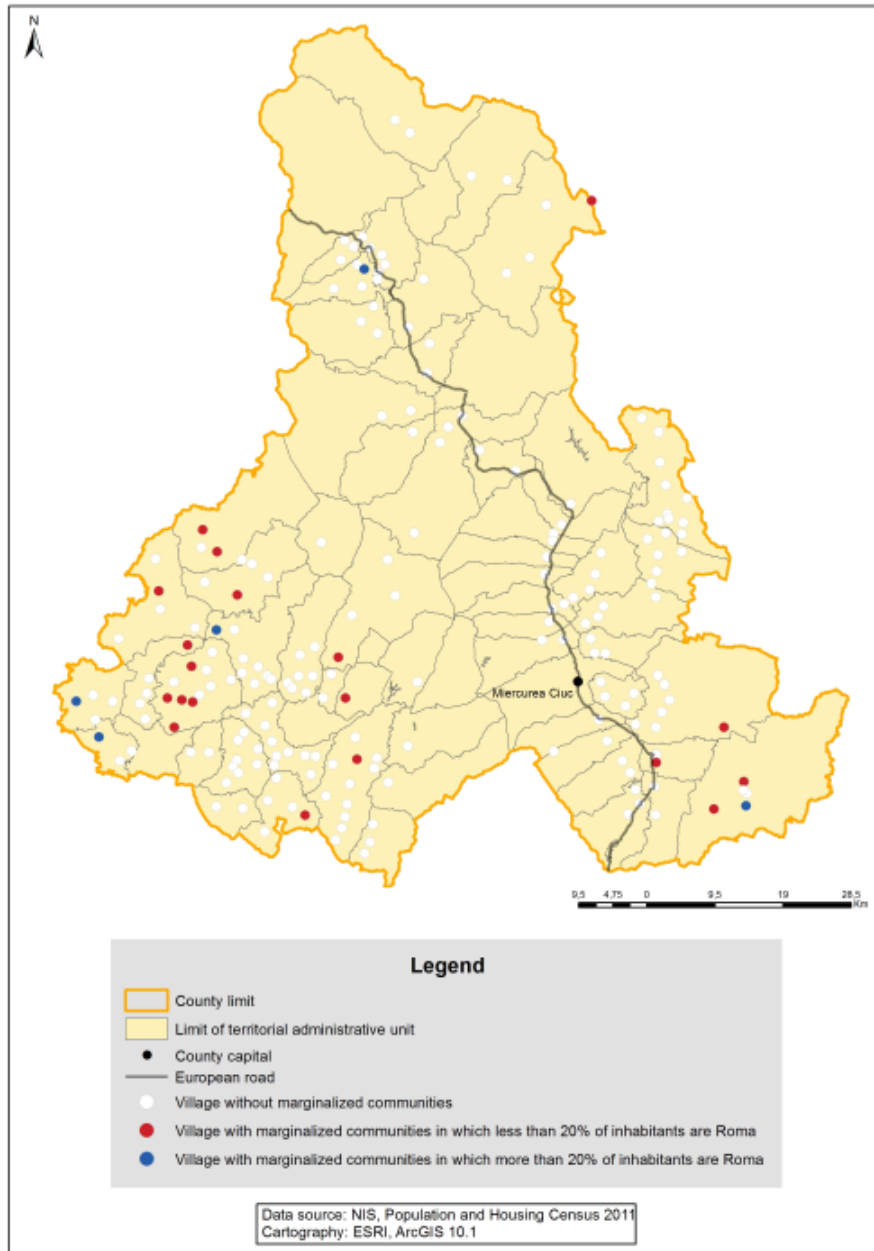 N
Miercurea Ciuc
9,5 4,75 0 9,5 19 28,5
Km
Legend
County limit
Limit of territorial administrative unit
County capital
European road
Village without marginalized communities
Village with marginalized communities in which less than 20% of inhabitants are Roma
Village with marginalized communities in which more than 20% of inhabitants are Roma
Data source: NIS, Population and Housing Census 2011
Cartography: ESRI, ArcGIS 10.1